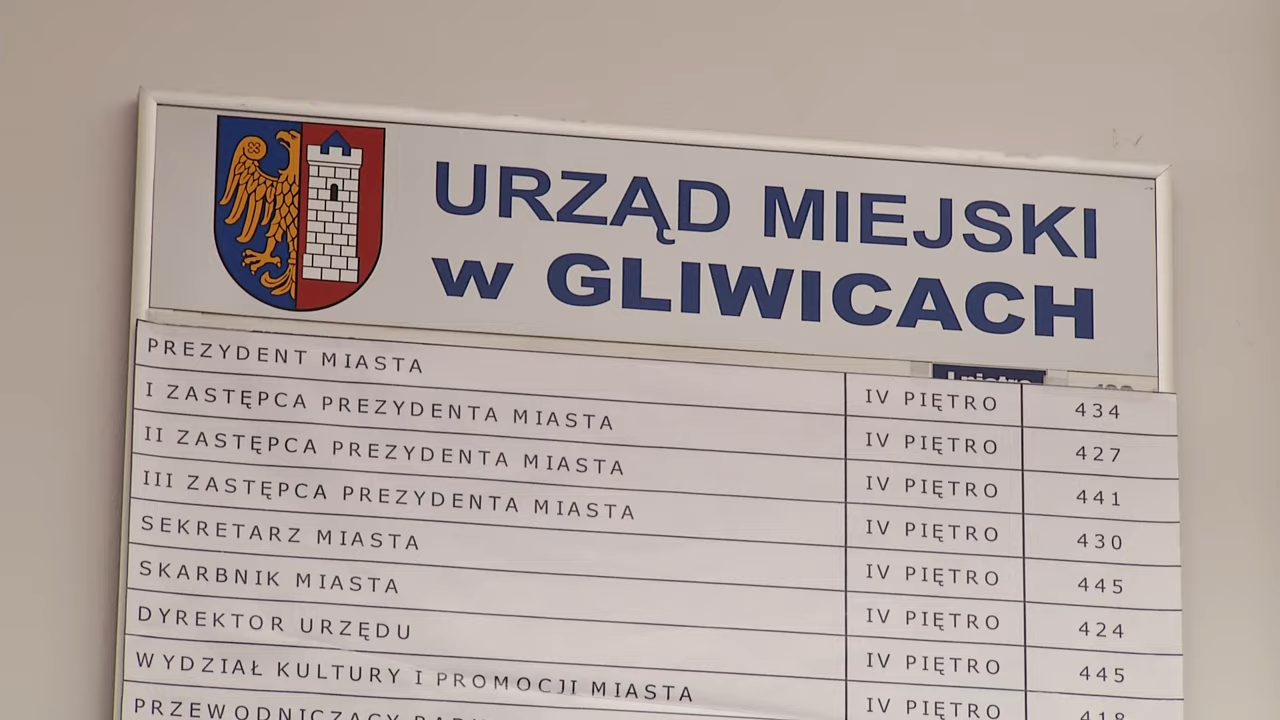 URZĄD MIEJSKI
w GLIWICACH
PREZYDENT MIASTA IV PIĘTRO 434
I ZASTĘPCA PREZYDENTA MIASTA IV PIĘTRO 427
II ZASTĘPCA PREZYDENTA MIASTA IV PIĘTRO 441
III ZASTĘPCA PREZYDENTA MIASTA IV PIĘTRO 430
SEKRETARZ MIASTA IV PIĘTRO 445
SKARBNIK MIASTA IV PIĘTRO 424
DYREKTOR URZĘDU IV PIĘTRO 445
WYDZIAŁ KULTURY I PROMOCJI MIASTA IV PIĘTRO 418
PRZEWODNICZĄCY